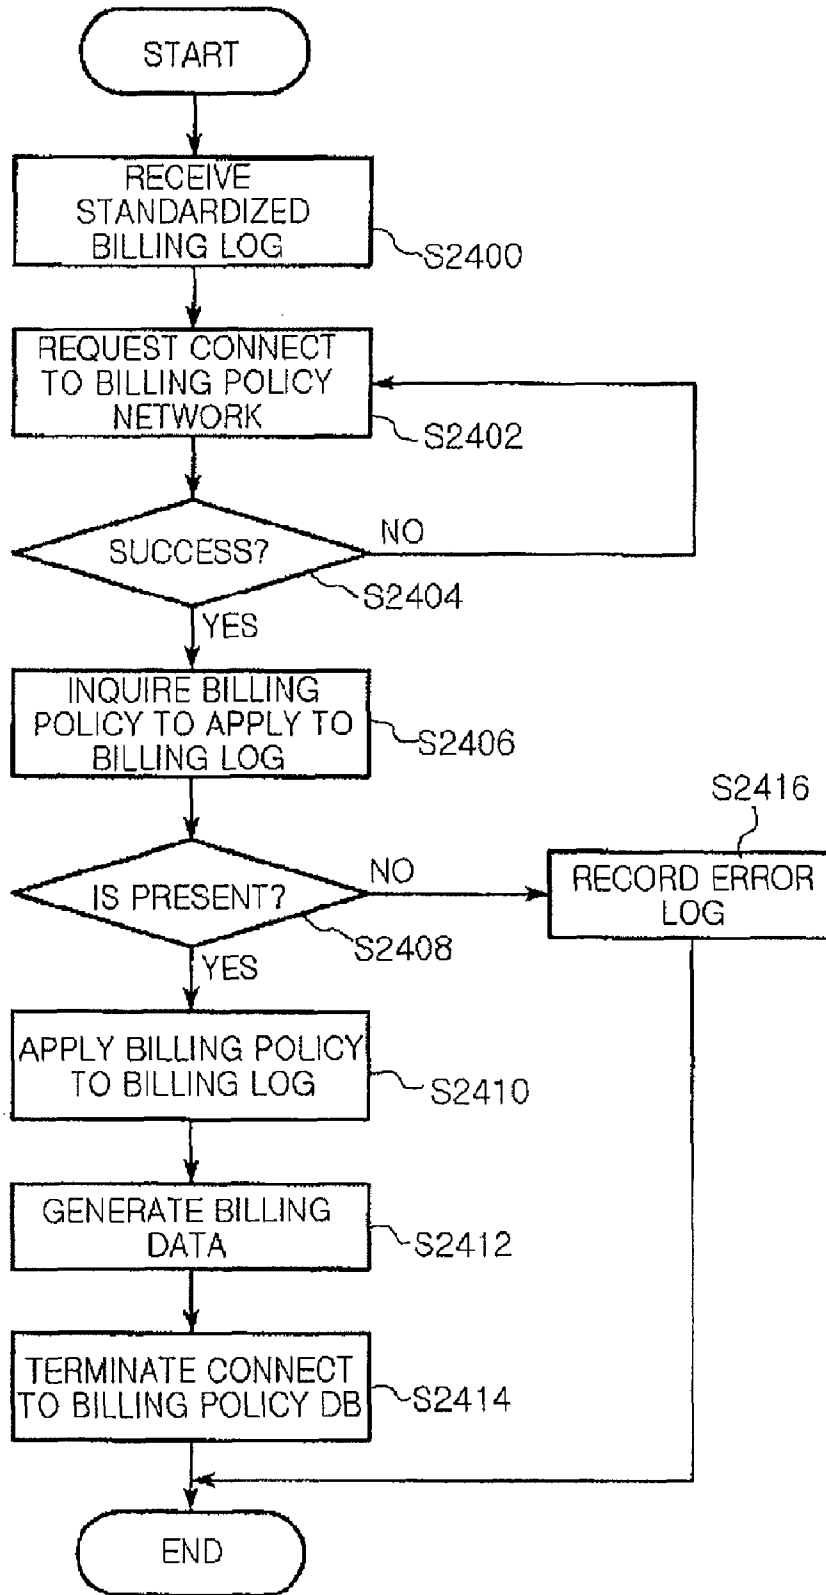 START
RECEIVE
STANDARDIZED
BILLING LOG
S2400
REQUEST CONNECT
TO BILLING POLICY
NETWORK
S2402
SUCCESS?
NO
S2404
YES
INQUIRE BILLING
POLICY TO APPLY TO
BILLING LOG
S2406
IS PRESENT?
NO
S2408
YES
S2416
RECORD ERROR
LOG
APPLY BILLING POLICY
TO BILLING LOG
S2410
GENERATE BILLING
DATA
S2412
TERMINATE CONNECT
TO BILLING POLICY DB
S2414
END